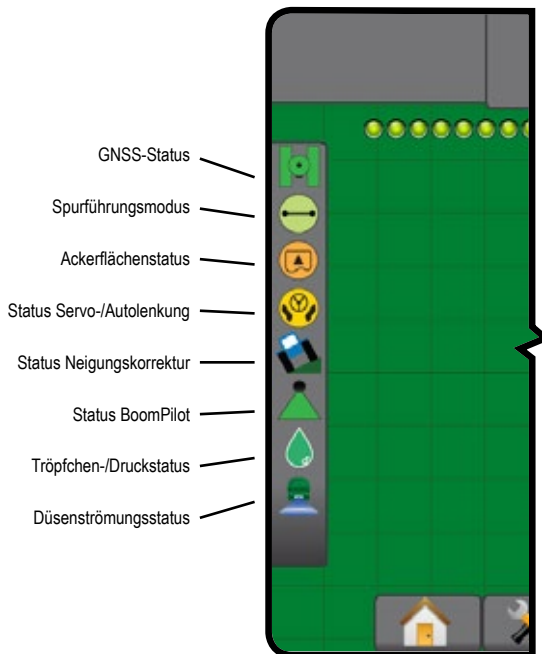 GNSS-Status
Spurführungsmodus
Ackerflächenstatus
Status Servo-/Autolenkung
Status Neigungskorrektur
Status BoomPilot
Tröpfchen-/Druckstatus
Düsenströmungsstatus